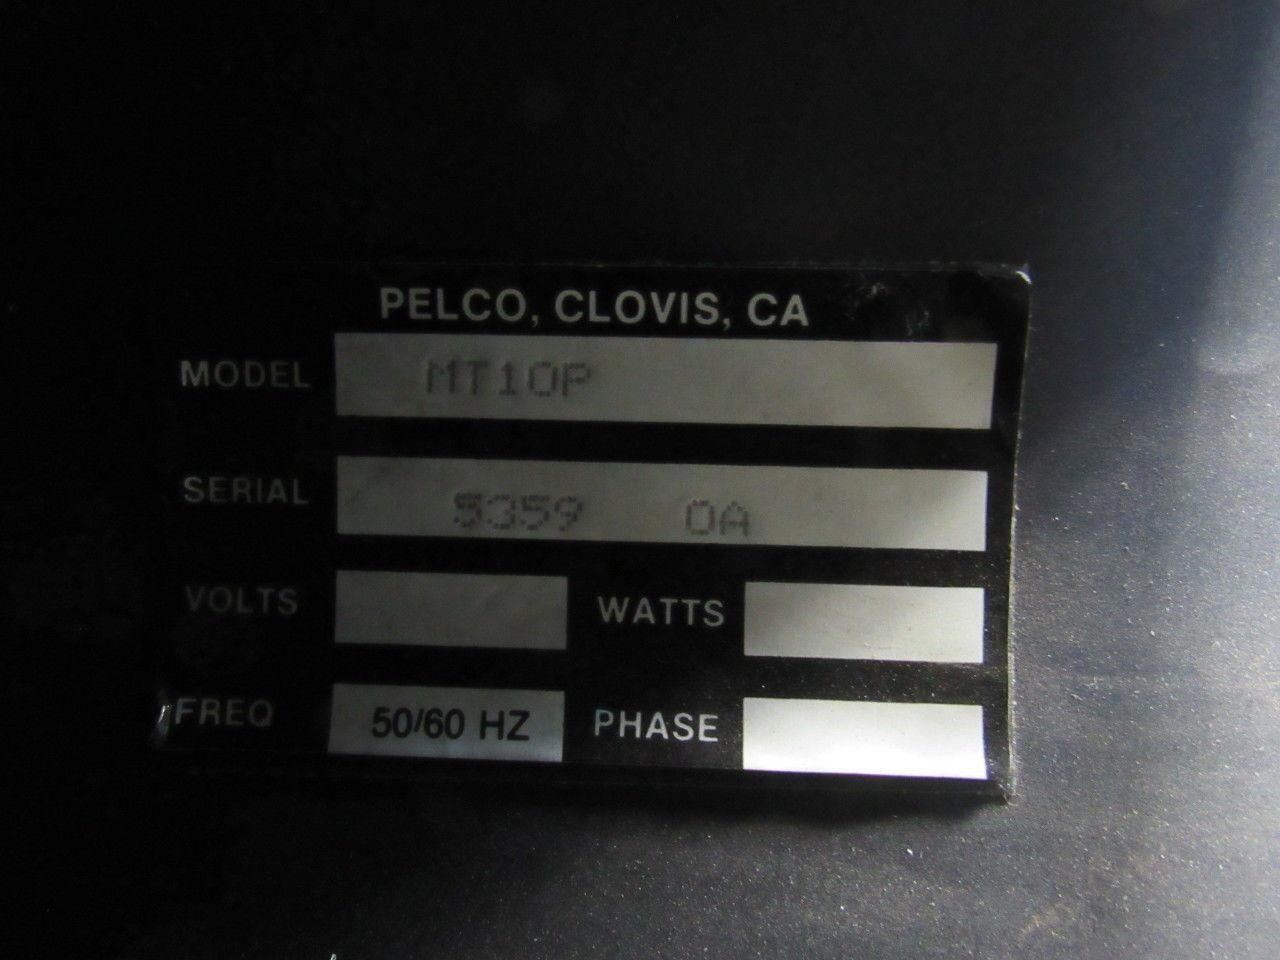 PELCO, CLOVIS, CA
MODEL MT10P
SERIAL 5359 0A
VOLTS WATTS
FREQ 50/60 HZ PHASE